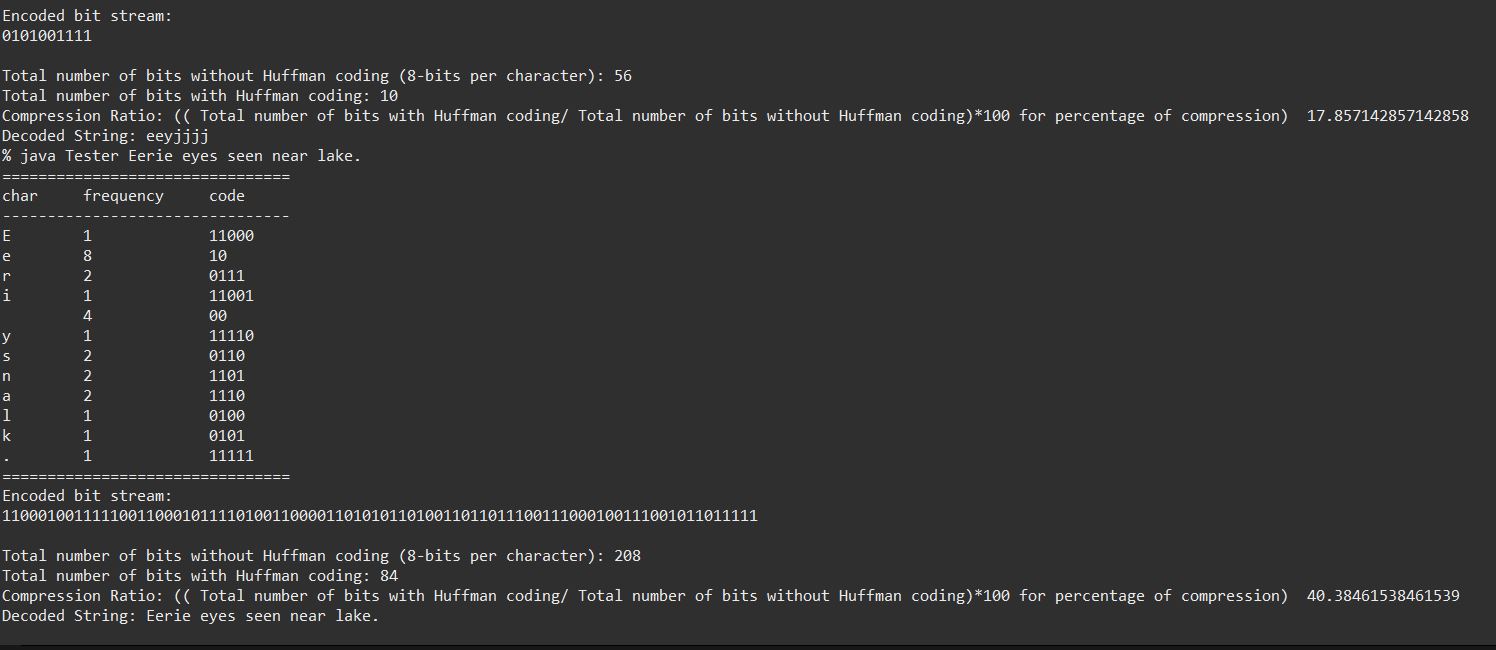 Encoded bit stream:
0101001111
Total number of bits without Huffman coding (8-bits per character): 56
Total number of bits with Huffman coding: 10
Compression Ratio: (( Total number of bits with Huffman coding/ Total number of bits without Huffman coding)*100 for percentage of compression)  17.857142857142858
Decoded String: eeyjjjj
% java Tester Eerie eyes seen near lake.
================================
char     frequency     code
--------------------------------
E        1             11000
e        8             10
r        2             0111
i        1             11001
         4             00
y        1             11110
s        2             0110
n        2             1101
a        2             1110
l        1             0100
k        1             0101
.        1             11111
================================
Encoded bit stream:
110001001111100110001011110100110000110101011010011011011100111000100111001011011111
Total number of bits without Huffman coding (8-bits per character): 208
Total number of bits with Huffman coding: 84
Compression Ratio: (( Total number of bits with Huffman coding/ Total number of bits without Huffman coding)*100 for percentage of compression)  40.38461538461539
Decoded String: Eerie eyes seen near lake.